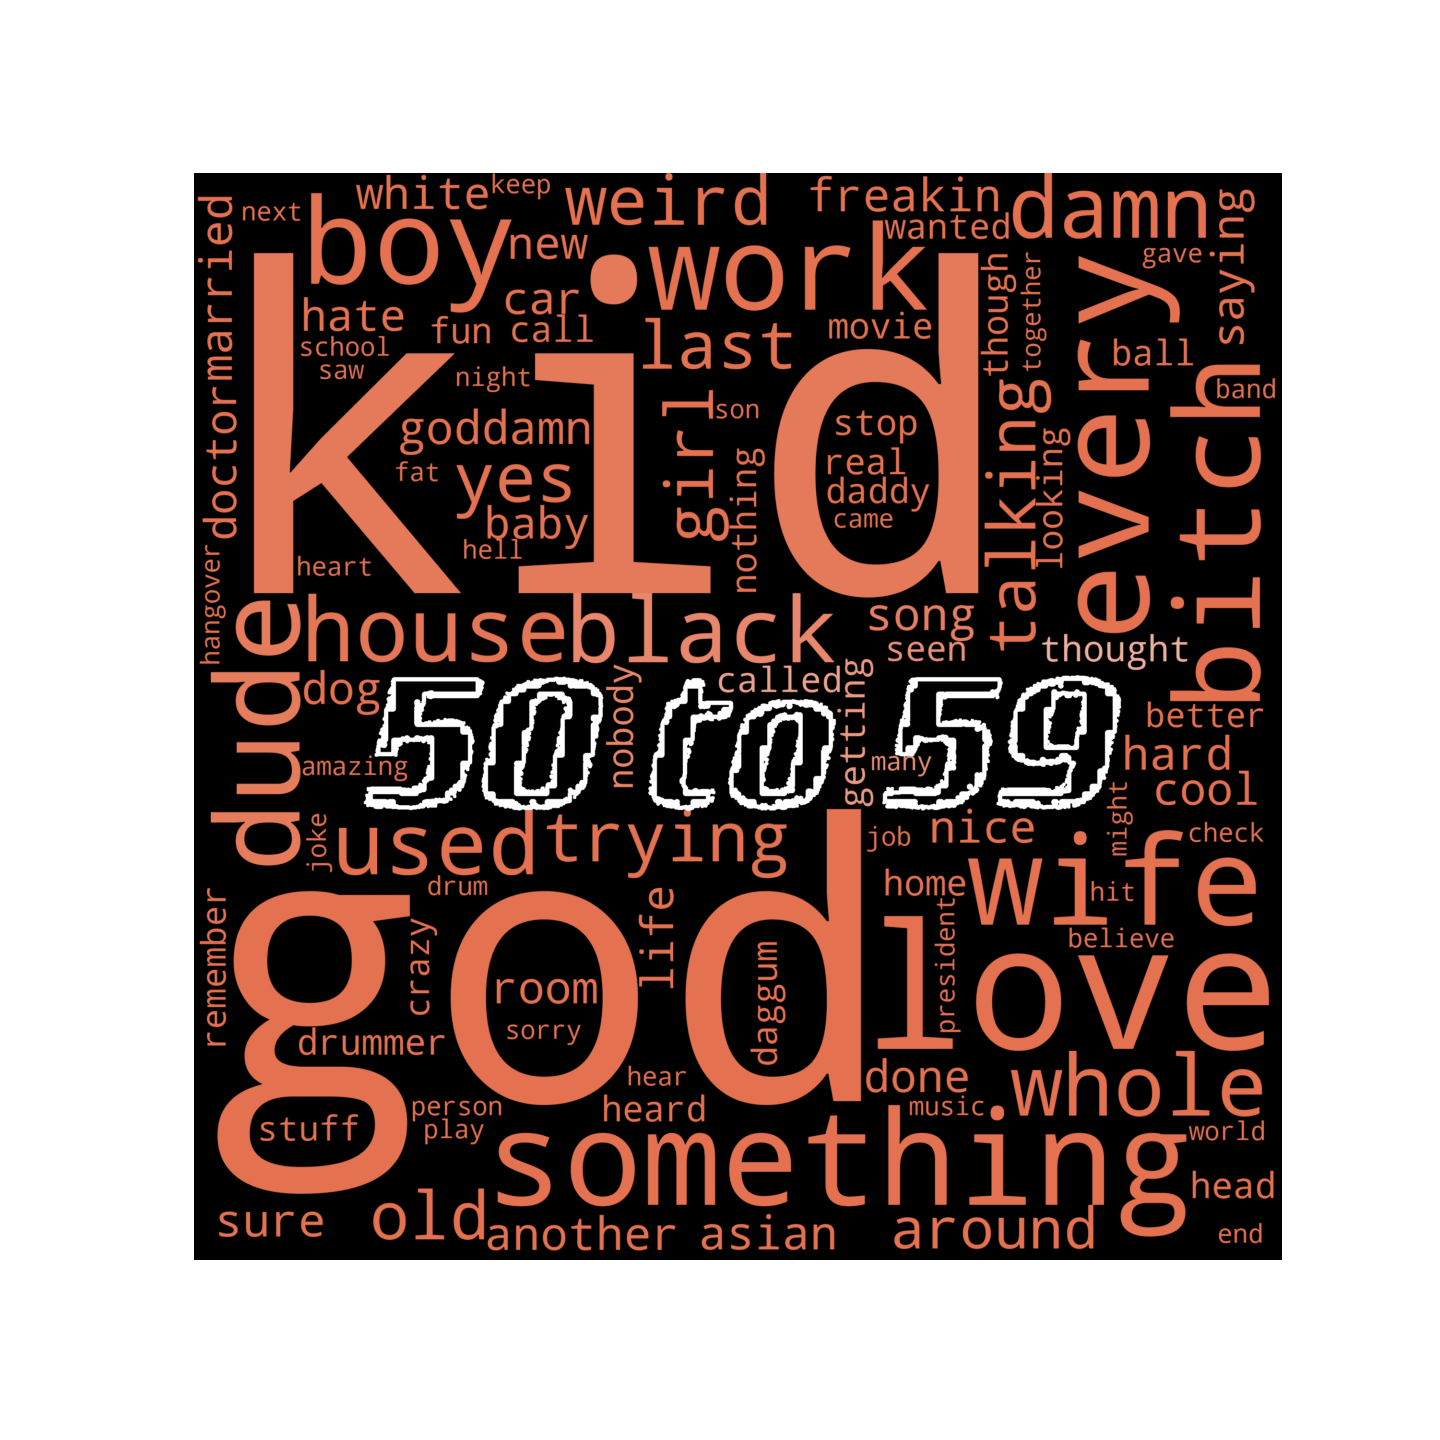 white
keep
weird
freakin
damn
next
boy
new
work
wanted
gave
saying
married
hate
car
fun
call
last
movie
though
together
every
ball
school
saw
night
kid
girl
son
stop
band
bitch
goddamn
fat
yes
real
daddy
came
talking
looking
doctor
baby
hell
nothing
heart
hangover
house
black
song
seen
thought
dude
dog
called
nobody
getting
50 to 59
better
amazing
many
hard
cool
joke
used
trying
job
nice
might
check
drum
home
wife
hit
remember
crazy
god
life
president
believe
love
room
daggum
sorry
drummer
hear
done
whole
stuff
person
play
heard
music
something
world
head
sure
old
another
asian
around
end